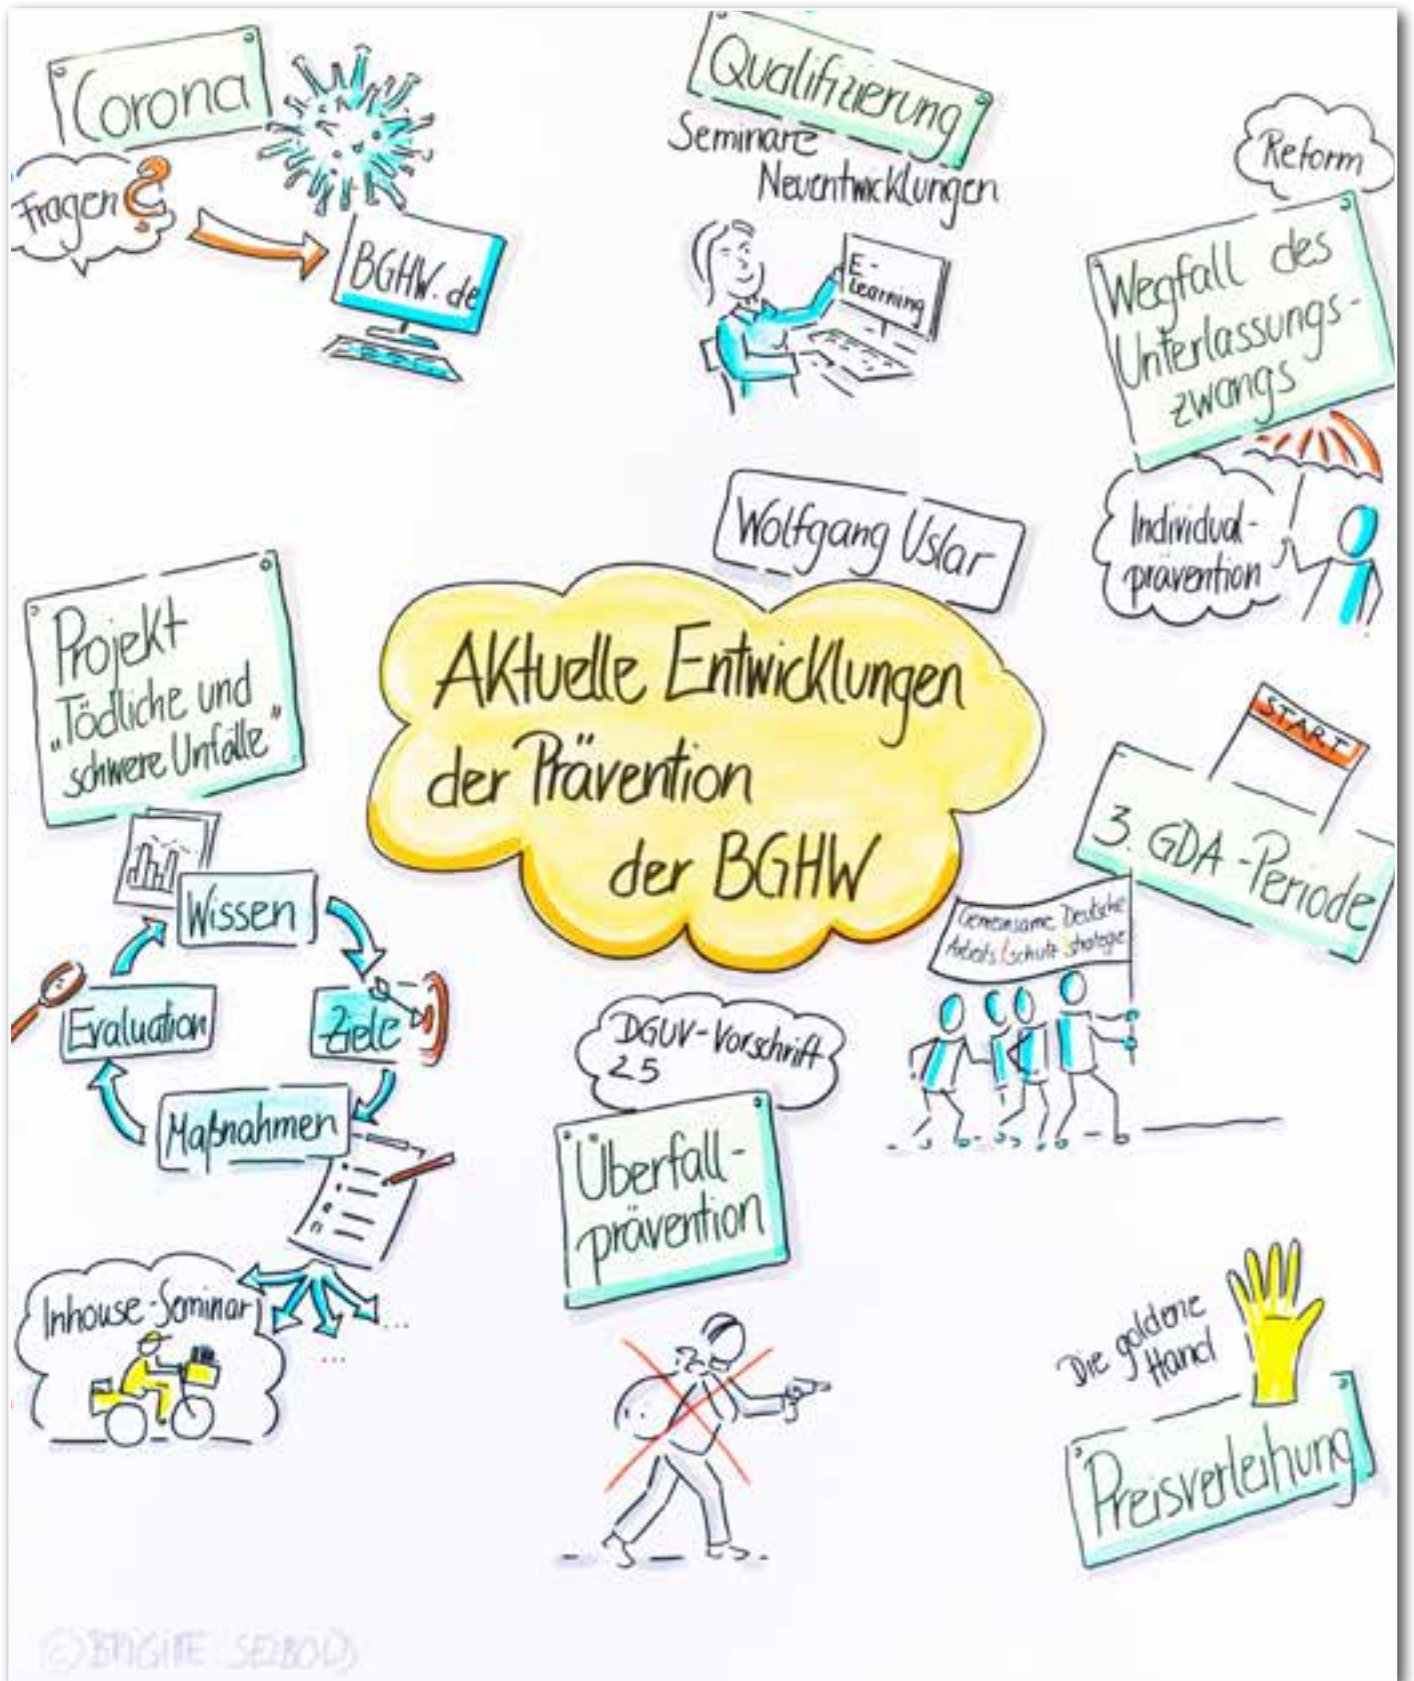 Corona
Fragen?
BGHW.de
Qualifizierung
Seminare
Neuentwicklungen
E-
Learning
Reform
Wegfall des
Unterlassungs-
zwangs
Individual-
prävention
Wolfgang Uslar
Aktuelle Entwicklungen
der Prävention
der BGHW
Projekt
„Tödliche und
schwere Unfälle"
Wissen
Ziele
Maßnahmen
Evaluation
Inhouse-Seminar
...
...
START
3. GDA-Periode
Gemeinsame Deutsche
Arbeitsschutzstrategie
DGUV-Vorschrift
25
Überfall-
prävention
Die goldene
Hand
Preisverleihung
© BRIGITTE SEIBOLD